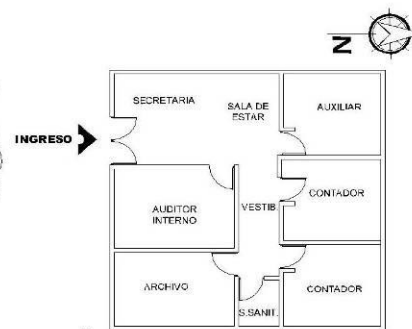 N
SECRETARIA
SALA DE
ESTAR
AUXILIAR
INGRESO
AUDITOR
INTERNO
VESTIB.
CONTADOR
ARCHIVO
S.SANIT.
CONTADOR